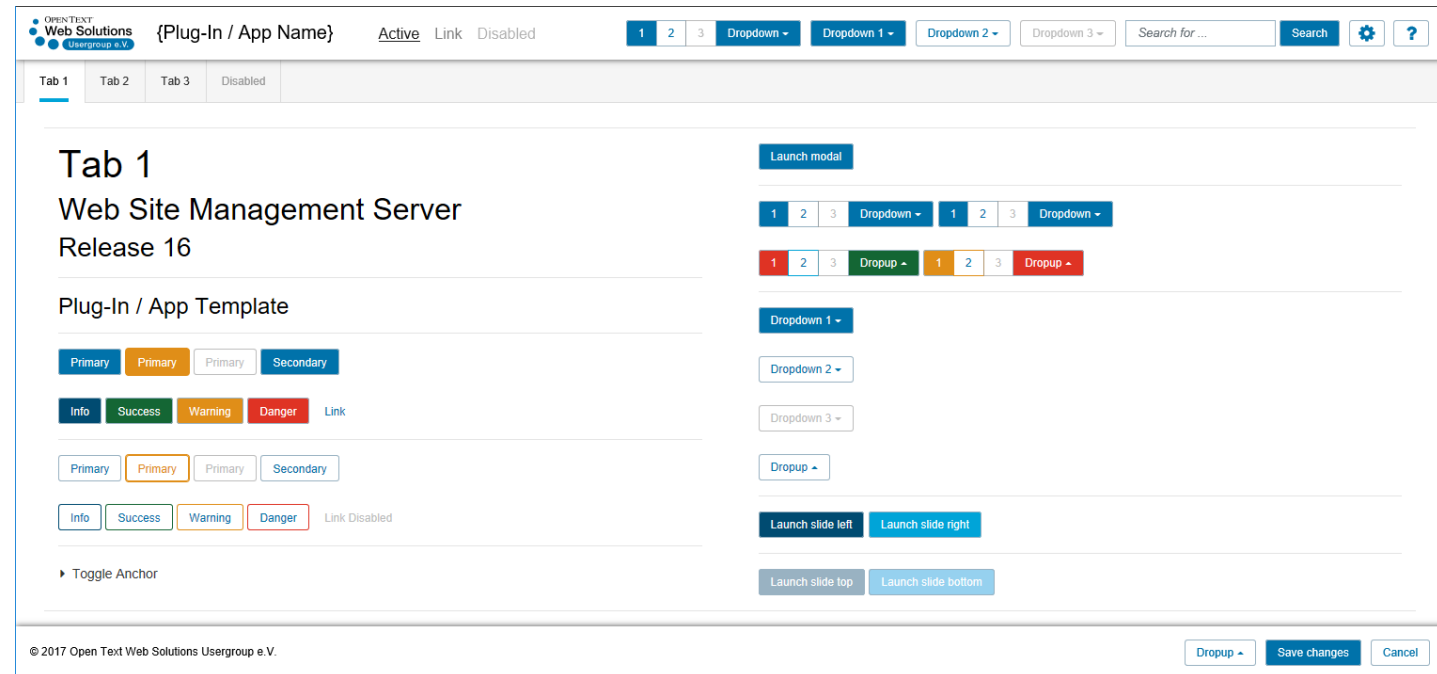 OPEN TEXT
Web Solutions
Usergroup e.V.
{Plug-In / App Name} Active Link Disabled 1 2 3 Dropdown Dropdown 1 Dropdown 2 Dropdown 3 Search for ... Search ?
Tab 1 Tab 2 Tab 3 Disabled
Tab 1
Web Site Management Server
Release 16
Plug-In / App Template
Primary Primary Primary Secondary
Info Success Warning Danger Link
Primary Primary Primary Secondary
Info Success Warning Danger Link Disabled
Toggle Anchor
Launch modal
1 2 3 Dropdown 1 2 3 Dropdown
1 2 3 Dropup 1 2 3 Dropup
Dropdown 1
Dropdown 2
Dropdown 3
Dropup
Launch slide left Launch slide right
Launch slide top Launch slide bottom
© 2017 Open Text Web Solutions Usergroup e.V. Dropup Save changes Cancel